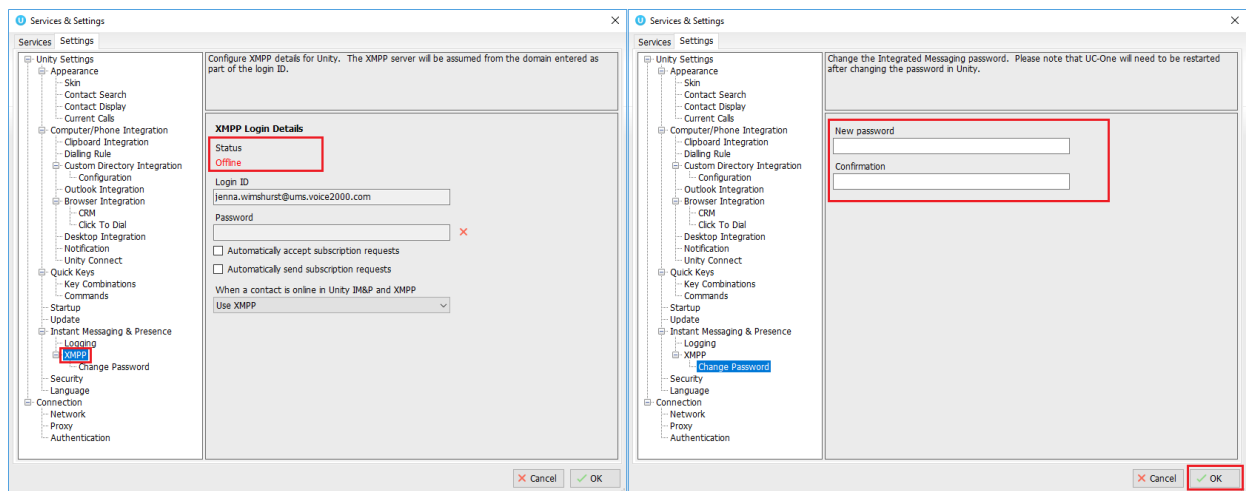 Services & Settings
Services Settings
Unity Settings
Appearance
Skin
Contact Search
Contact Display
Current Calls
Computer/Phone Integration
Clipboard Integration
Dialling Rule
Custom Directory Integration
Configuration
Outlook Integration
Browser Integration
CRM
Click To Dial
Desktop Integration
Notification
Unity Connect
Quick Keys
Key Combinations
Commands
Startup
Update
Instant Messaging & Presence
Logging
XMPP
Change Password
Security
Language
Connection
Network
Proxy
Authentication
Configure XMPP details for Unity. The XMPP server will be assumed from the domain entered as
part of the login ID.
XMPP Login Details
Status
Offline
Login ID
jenna.wimshurst@ums.voice2000.com
Password
Automatically accept subscription requests
Automatically send subscription requests
When a contact is online in Unity IM&P and XMPP
Use XMPP
Cancel OK
Services & Settings
Services Settings
Unity Settings
Appearance
Skin
Contact Search
Contact Display
Current Calls
Computer/Phone Integration
Clipboard Integration
Dialling Rule
Custom Directory Integration
Configuration
Outlook Integration
Browser Integration
CRM
Click To Dial
Desktop Integration
Notification
Unity Connect
Quick Keys
Key Combinations
Commands
Startup
Update
Instant Messaging & Presence
Logging
XMPP
Change Password
Security
Language
Connection
Network
Proxy
Authentication
Change the Integrated Messaging password. Please note that UC-One will need to be restarted
after changing the password in Unity.
New password
Confirmation
Cancel OK